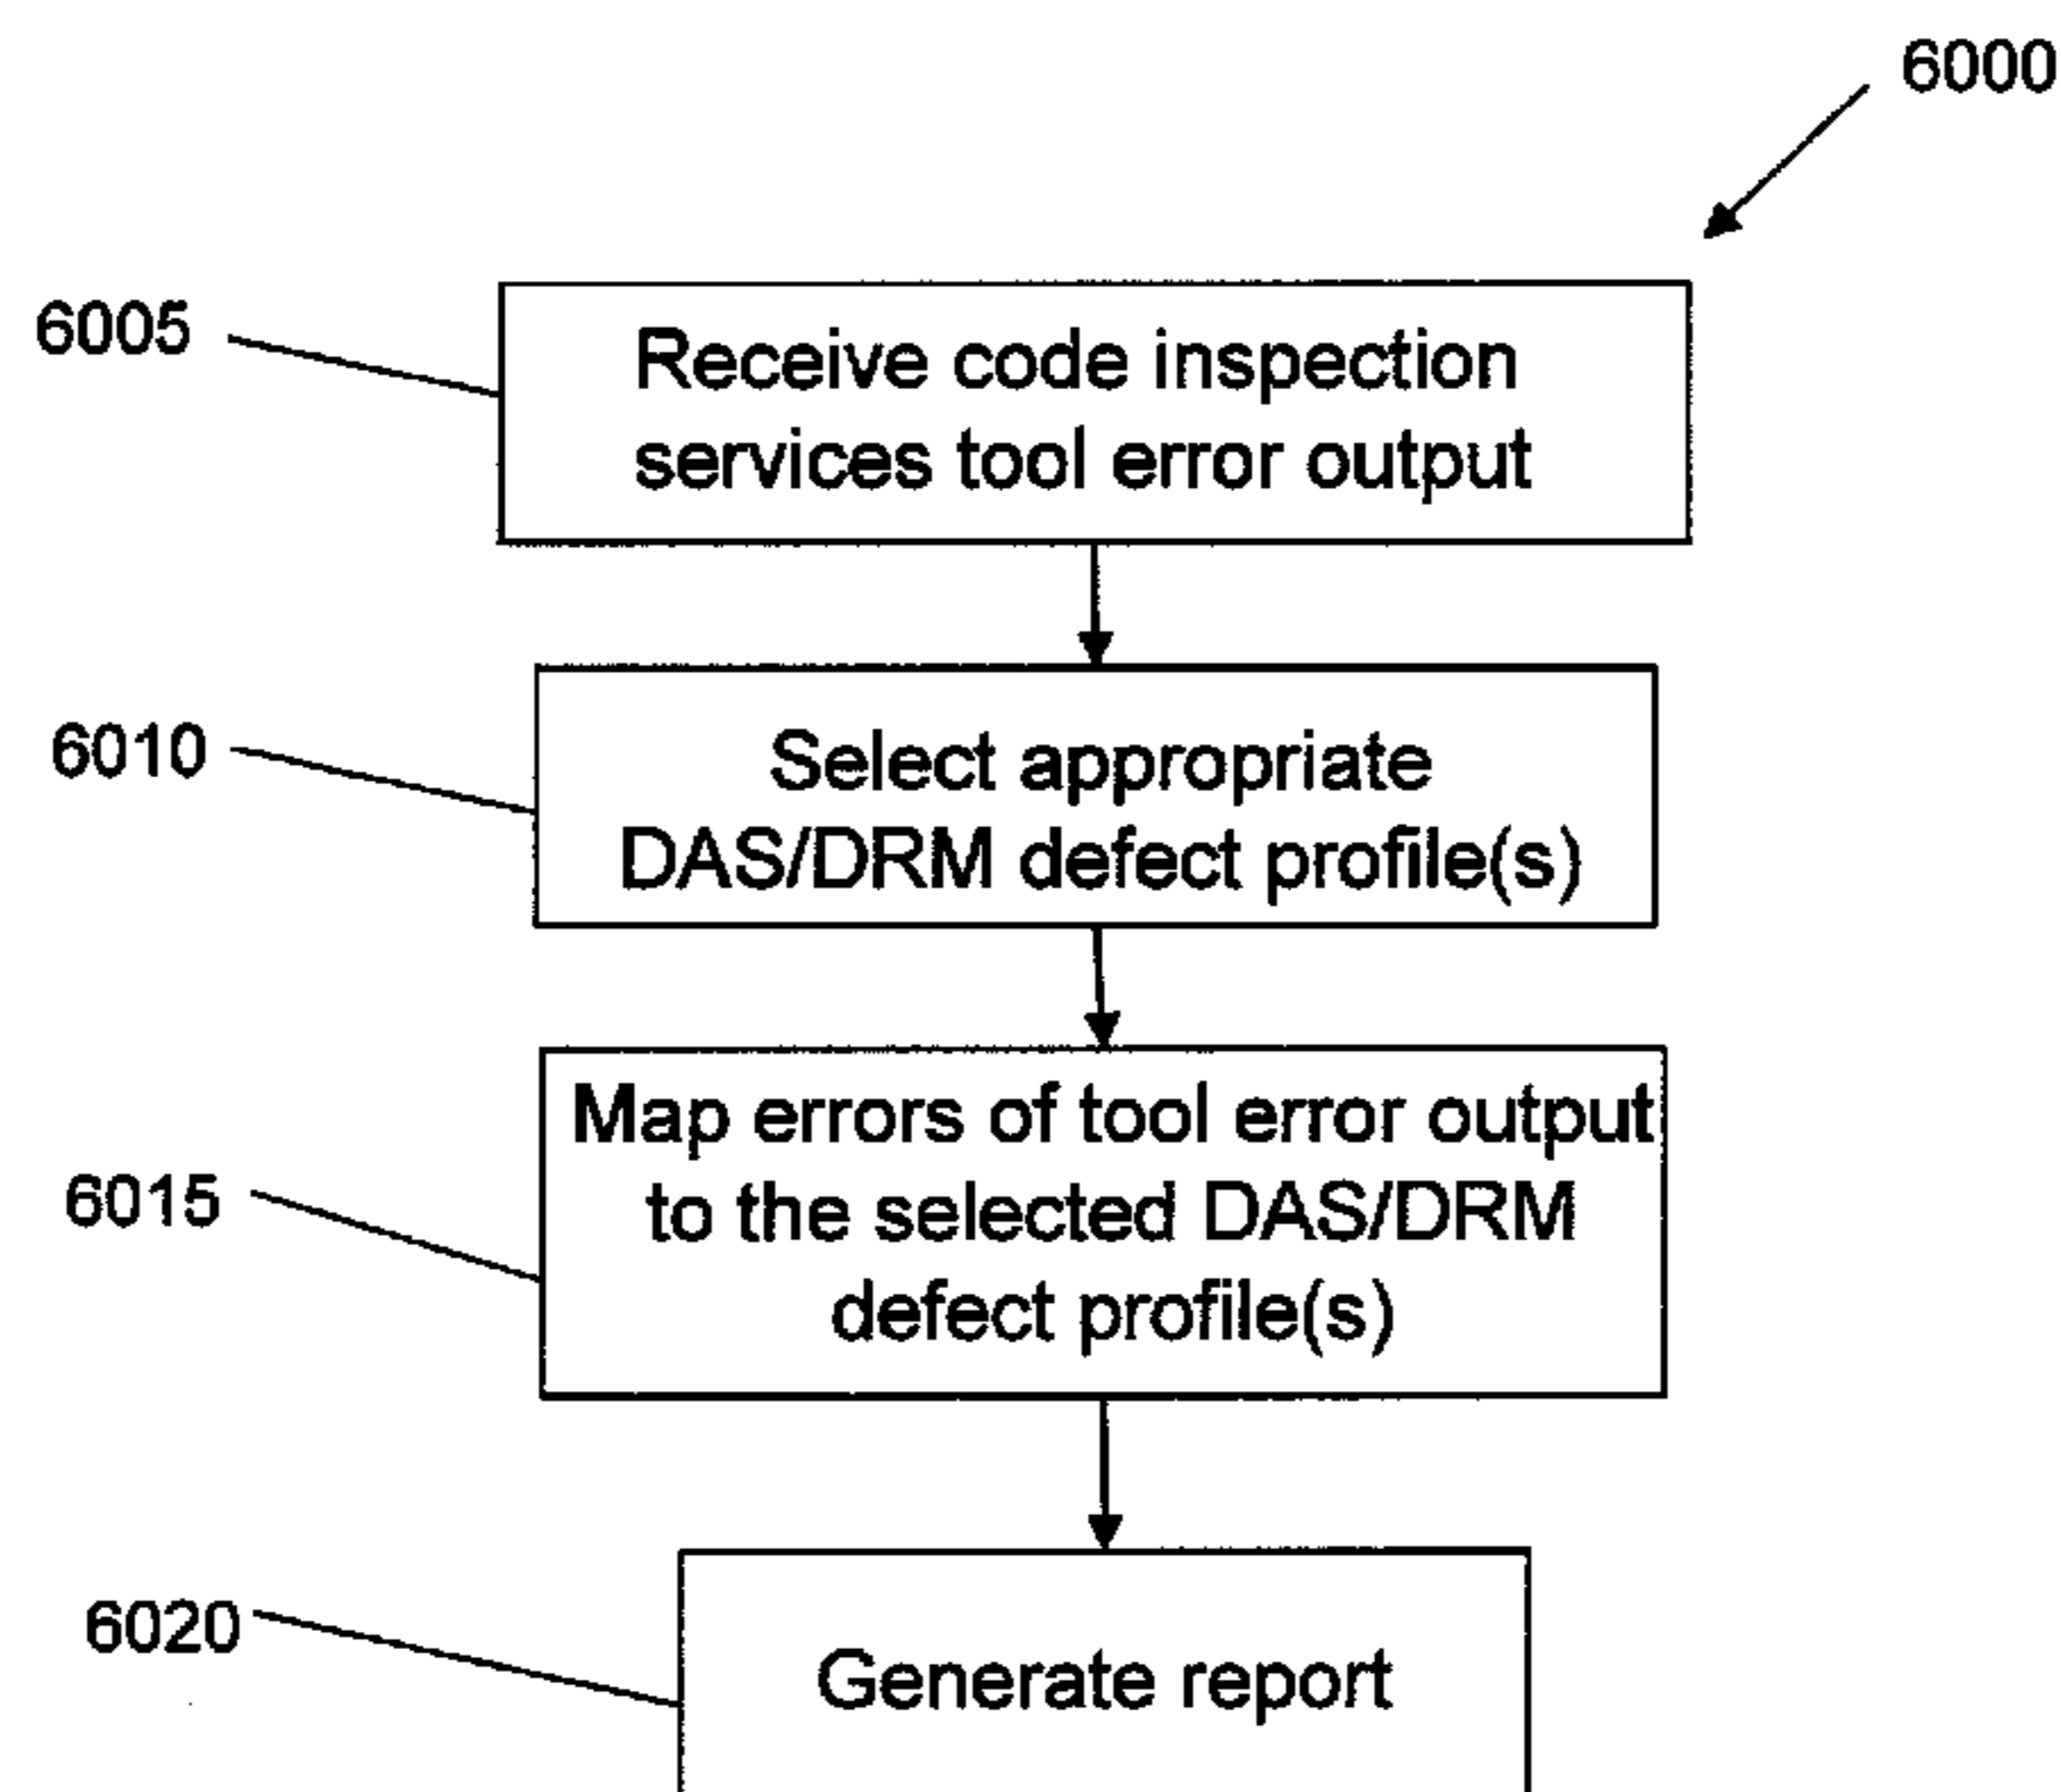 6000
6005
Receive code inspection
services tool error output
6010
Select appropriate
DAS/DRM defect profile(s)
6015
Map errors of tool error output
to the selected DAS/DRM
defect profile(s)
6020
Generate report